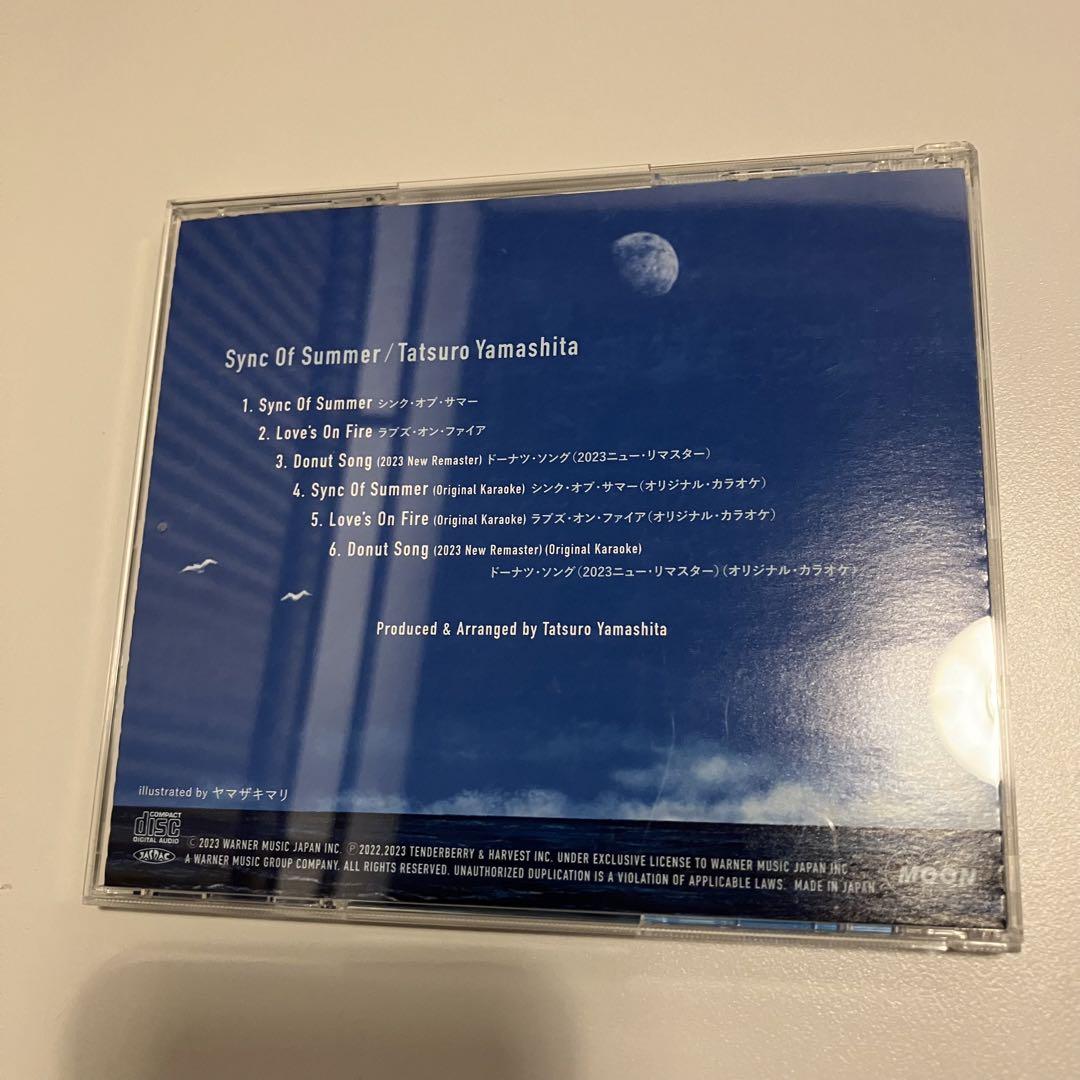 Sync Of Summer / Tatsuro Yamashita
1. Sync Of Summer シンク・オブ・サマー
2. Love's On Fire ラブズ・オン・ファイア
3. Donut Song (2023 New Remaster) ドーナツ・ソング(2023ニュー・リマスター)
4. Sync Of Summer (Original Karaoke) シンク・オブ・サマー(オリジナル・カラオケ)
5. Love's On Fire (Original Karaoke) ラブズ・オン・ファイア(オリジナル・カラオケ)
6. Donut Song (2023 New Remaster) (Original Karaoke)
ドーナツ・ソング(2023ニュー・リマスター)(オリジナル・カラオケ)
Produced & Arranged by Tatsuro Yamashita
illustrated by ヤマザキマリ
COMPACT
disc
DIGITAL AUDIO
JASRAC
Ⓒ2023 WARNER MUSIC JAPAN INC. Ⓟ2022,2023 TENDERBERRY & HARVEST INC. UNDER EXCLUSIVE LICENSE TO WARNER MUSIC JAPAN INC
A WARNER MUSIC GROUP COMPANY. ALL RIGHTS RESERVED. UNAUTHORIZED DUPLICATION IS A VIOLATION OF APPLICABLE LAWS. MADE IN JAPAN
MOON